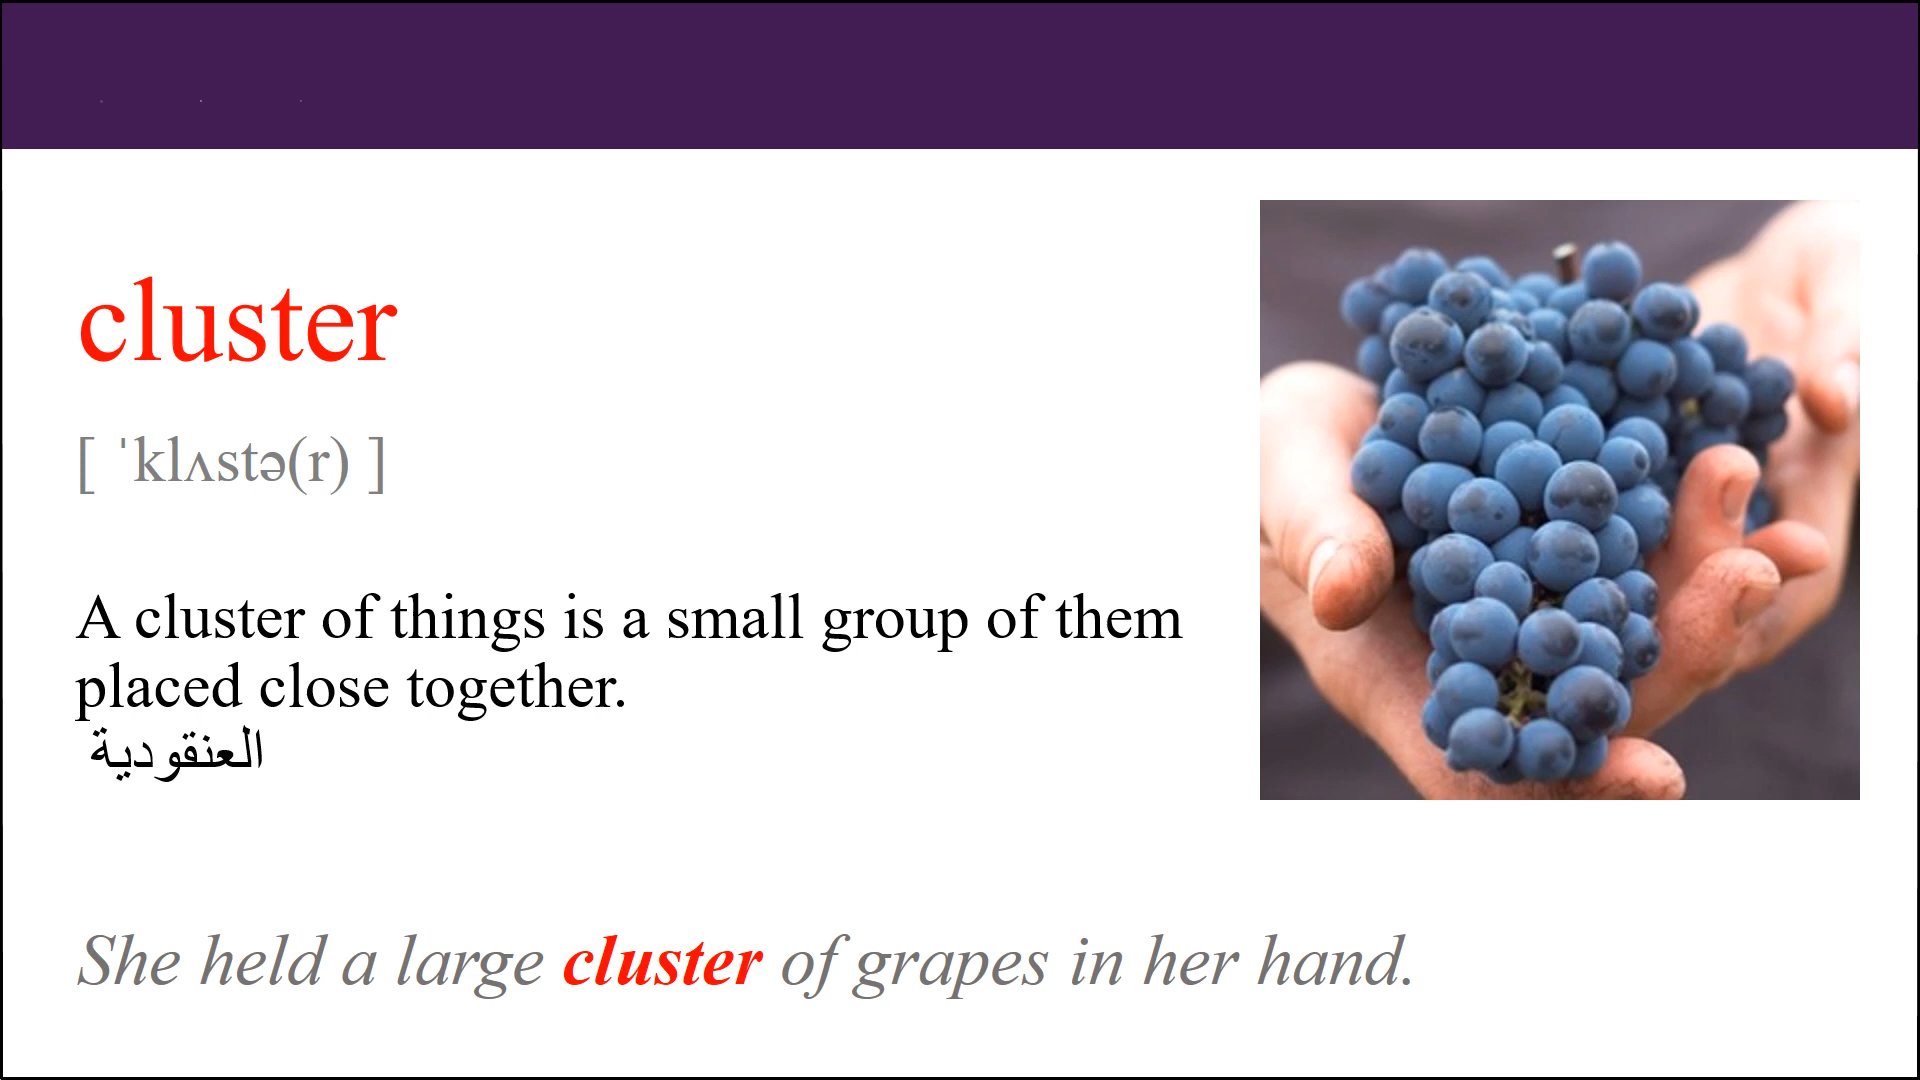 cluster
[ ˈklʌstə(r) ]
A cluster of things is a small group of them
placed close together.
العنقودية
She held a large cluster of grapes in her hand.